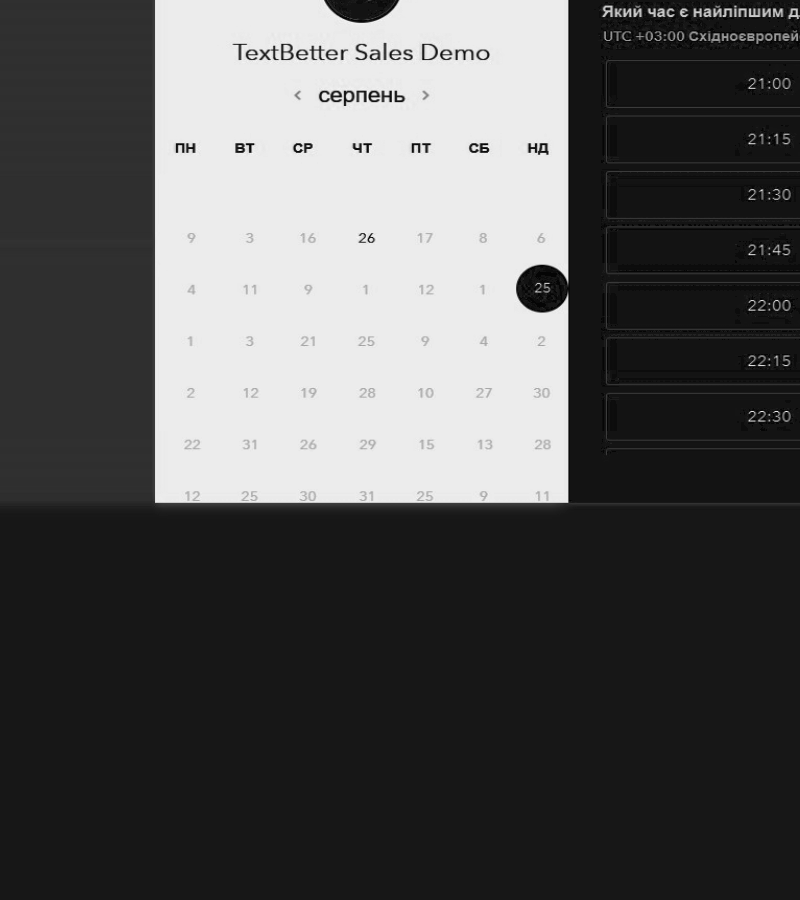 TextBetter Sales Demo
< серпень >
ПН ВТ СР ЧТ ПТ СБ НД
9 3 16 26 17 8 6
4 11 9 1 12 1 25
1 3 21 25 9 4 2
2 12 19 28 10 27 30
22 31 26 29 15 13 28
12 25 30 31 25 9 11
Який час є найліпшим
UTC +03:00
21:00
21:15
21:30
21:45
22:00
22:15
22:30